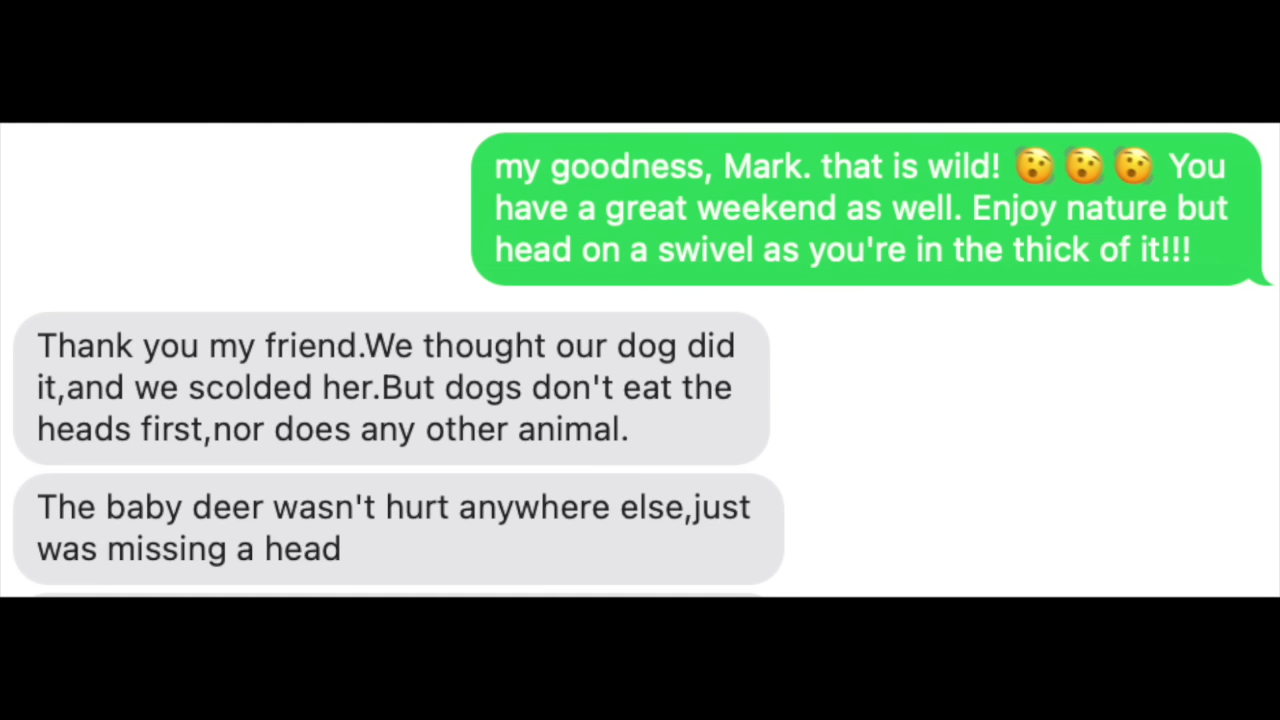 my goodness, Mark. that is wild! 😯 😯 😯 You
have a great weekend as well. Enjoy nature but
head on a swivel as you're in the thick of it!!!
Thank you my friend.We thought our dog did
it,and we scolded her.But dogs don't eat the
heads first,nor does any other animal.
The baby deer wasn't hurt anywhere else,just
was missing a head